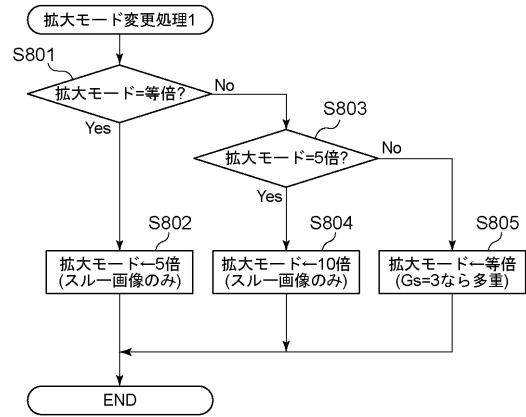 拡大モード変更処理1
S801
拡大モード=等倍?
No
Yes
S803
拡大モード=5倍?
No
Yes
S802
拡大モード←5倍
(スルー画像のみ)
S804
拡大モード←10倍
(スルー画像のみ)
S805
拡大モード←等倍
(Gs=3なら多重)
END